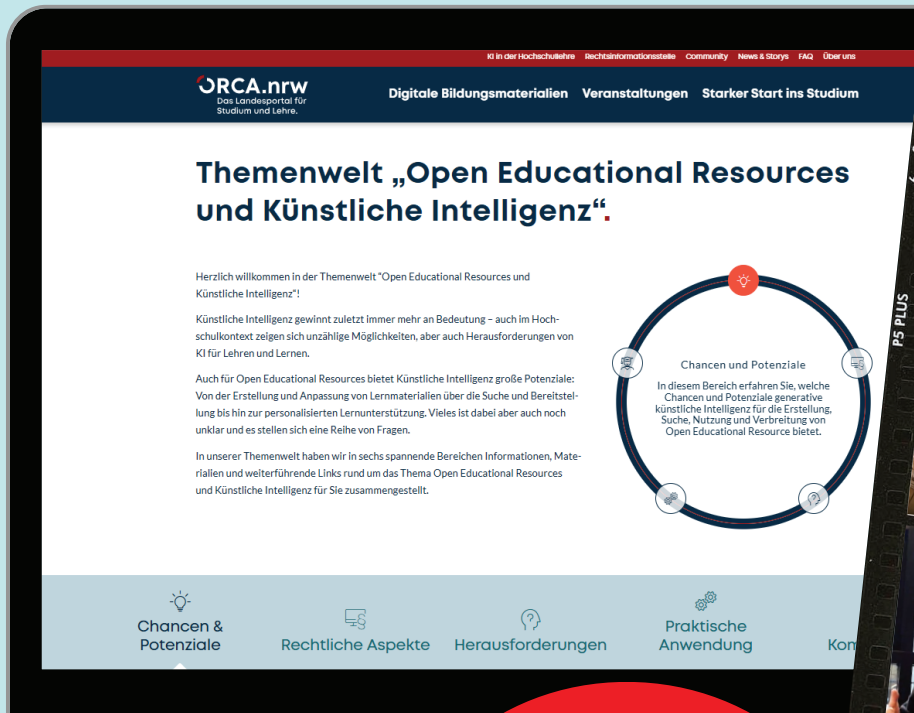 KI in der Hochschullehre Rechtsinformationsstelle Community News & Storys FAQ Über uns
ORCA.nrw
Das Landesportal für
Studium und Lehre.
Digitale Bildungsmaterialien Veranstaltungen Starker Start ins Studium
Themenwelt „Open Educational Resources
und Künstliche Intelligenz“.
Herzlich willkommen in der Themenwelt “Open Educational Resources und
Künstliche Intelligenz”!
Künstliche Intelligenz gewinnt zuletzt immer mehr an Bedeutung – auch im Hoch-
schulkontext zeigen sich unzählige Möglichkeiten, aber auch Herausforderungen von
KI für Lehren und Lernen.
Auch für Open Educational Resources bietet Künstliche Intelligenz große Potenziale:
Von der Erstellung und Anpassung von Lernmaterialien über die Suche und Bereitstel-
lung bis hin zur personalisierten Lernunterstützung. Vieles ist dabei aber auch noch
unklar und es stellen sich eine Reihe von Fragen.
In unserer Themenwelt haben wir in sechs spannende Bereichen Informationen, Mate-
rialien und weiterführende Links rund um das Thema Open Educational Resources
und Künstliche Intelligenz für Sie zusammengestellt.
Chancen und Potenziale
In diesem Bereich erfahren Sie, welche
Chancen und Potenziale generative
künstliche Intelligenz für die Erstellung,
Suche, Nutzung und Verbreitung von
Open Educational Resource bietet.
P5 PLUS
Chancen &
Potenziale
Rechtliche Aspekte
Herausforderungen
Praktische
Anwendung